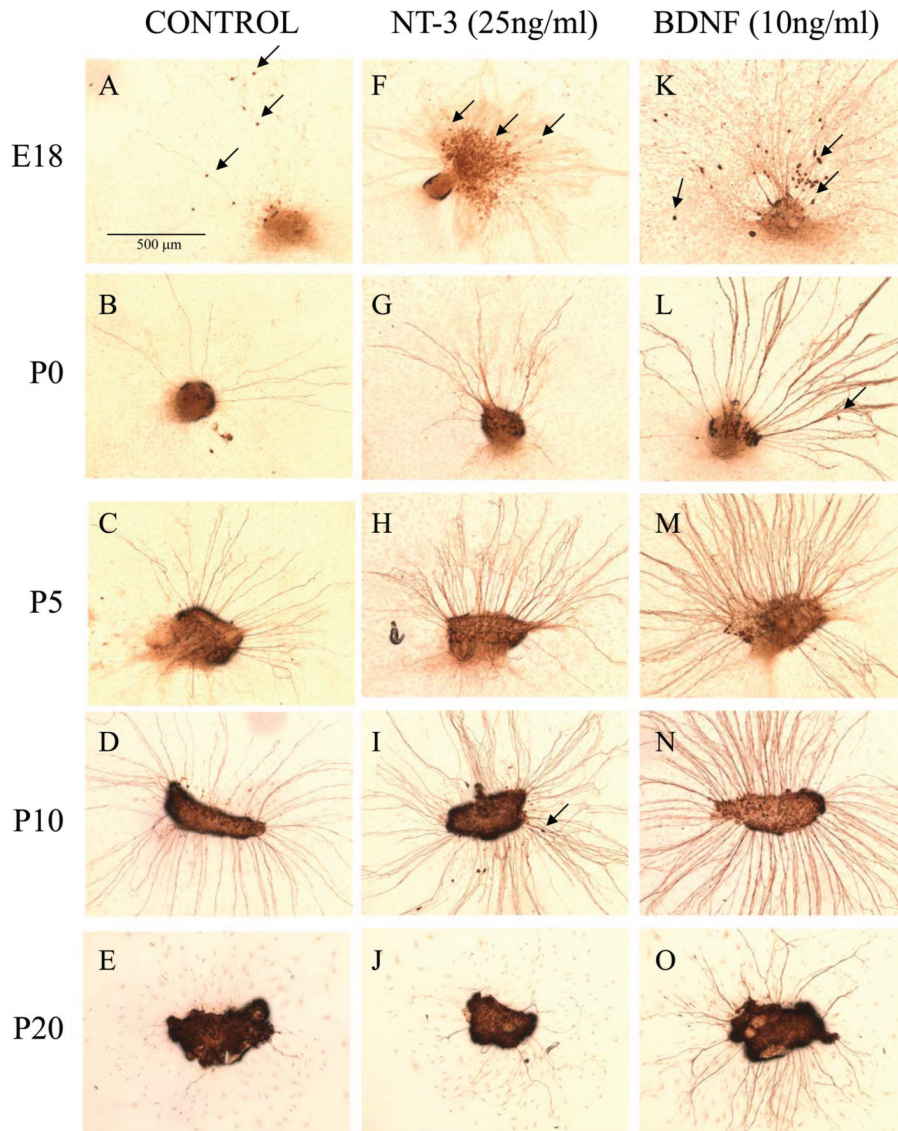 CONTROL NT-3 (25ng/ml) BDNF (10ng/ml)
A F K
E18
500 μm
B G L
P0
C H M
P5
D I N
P10
E J O
P20